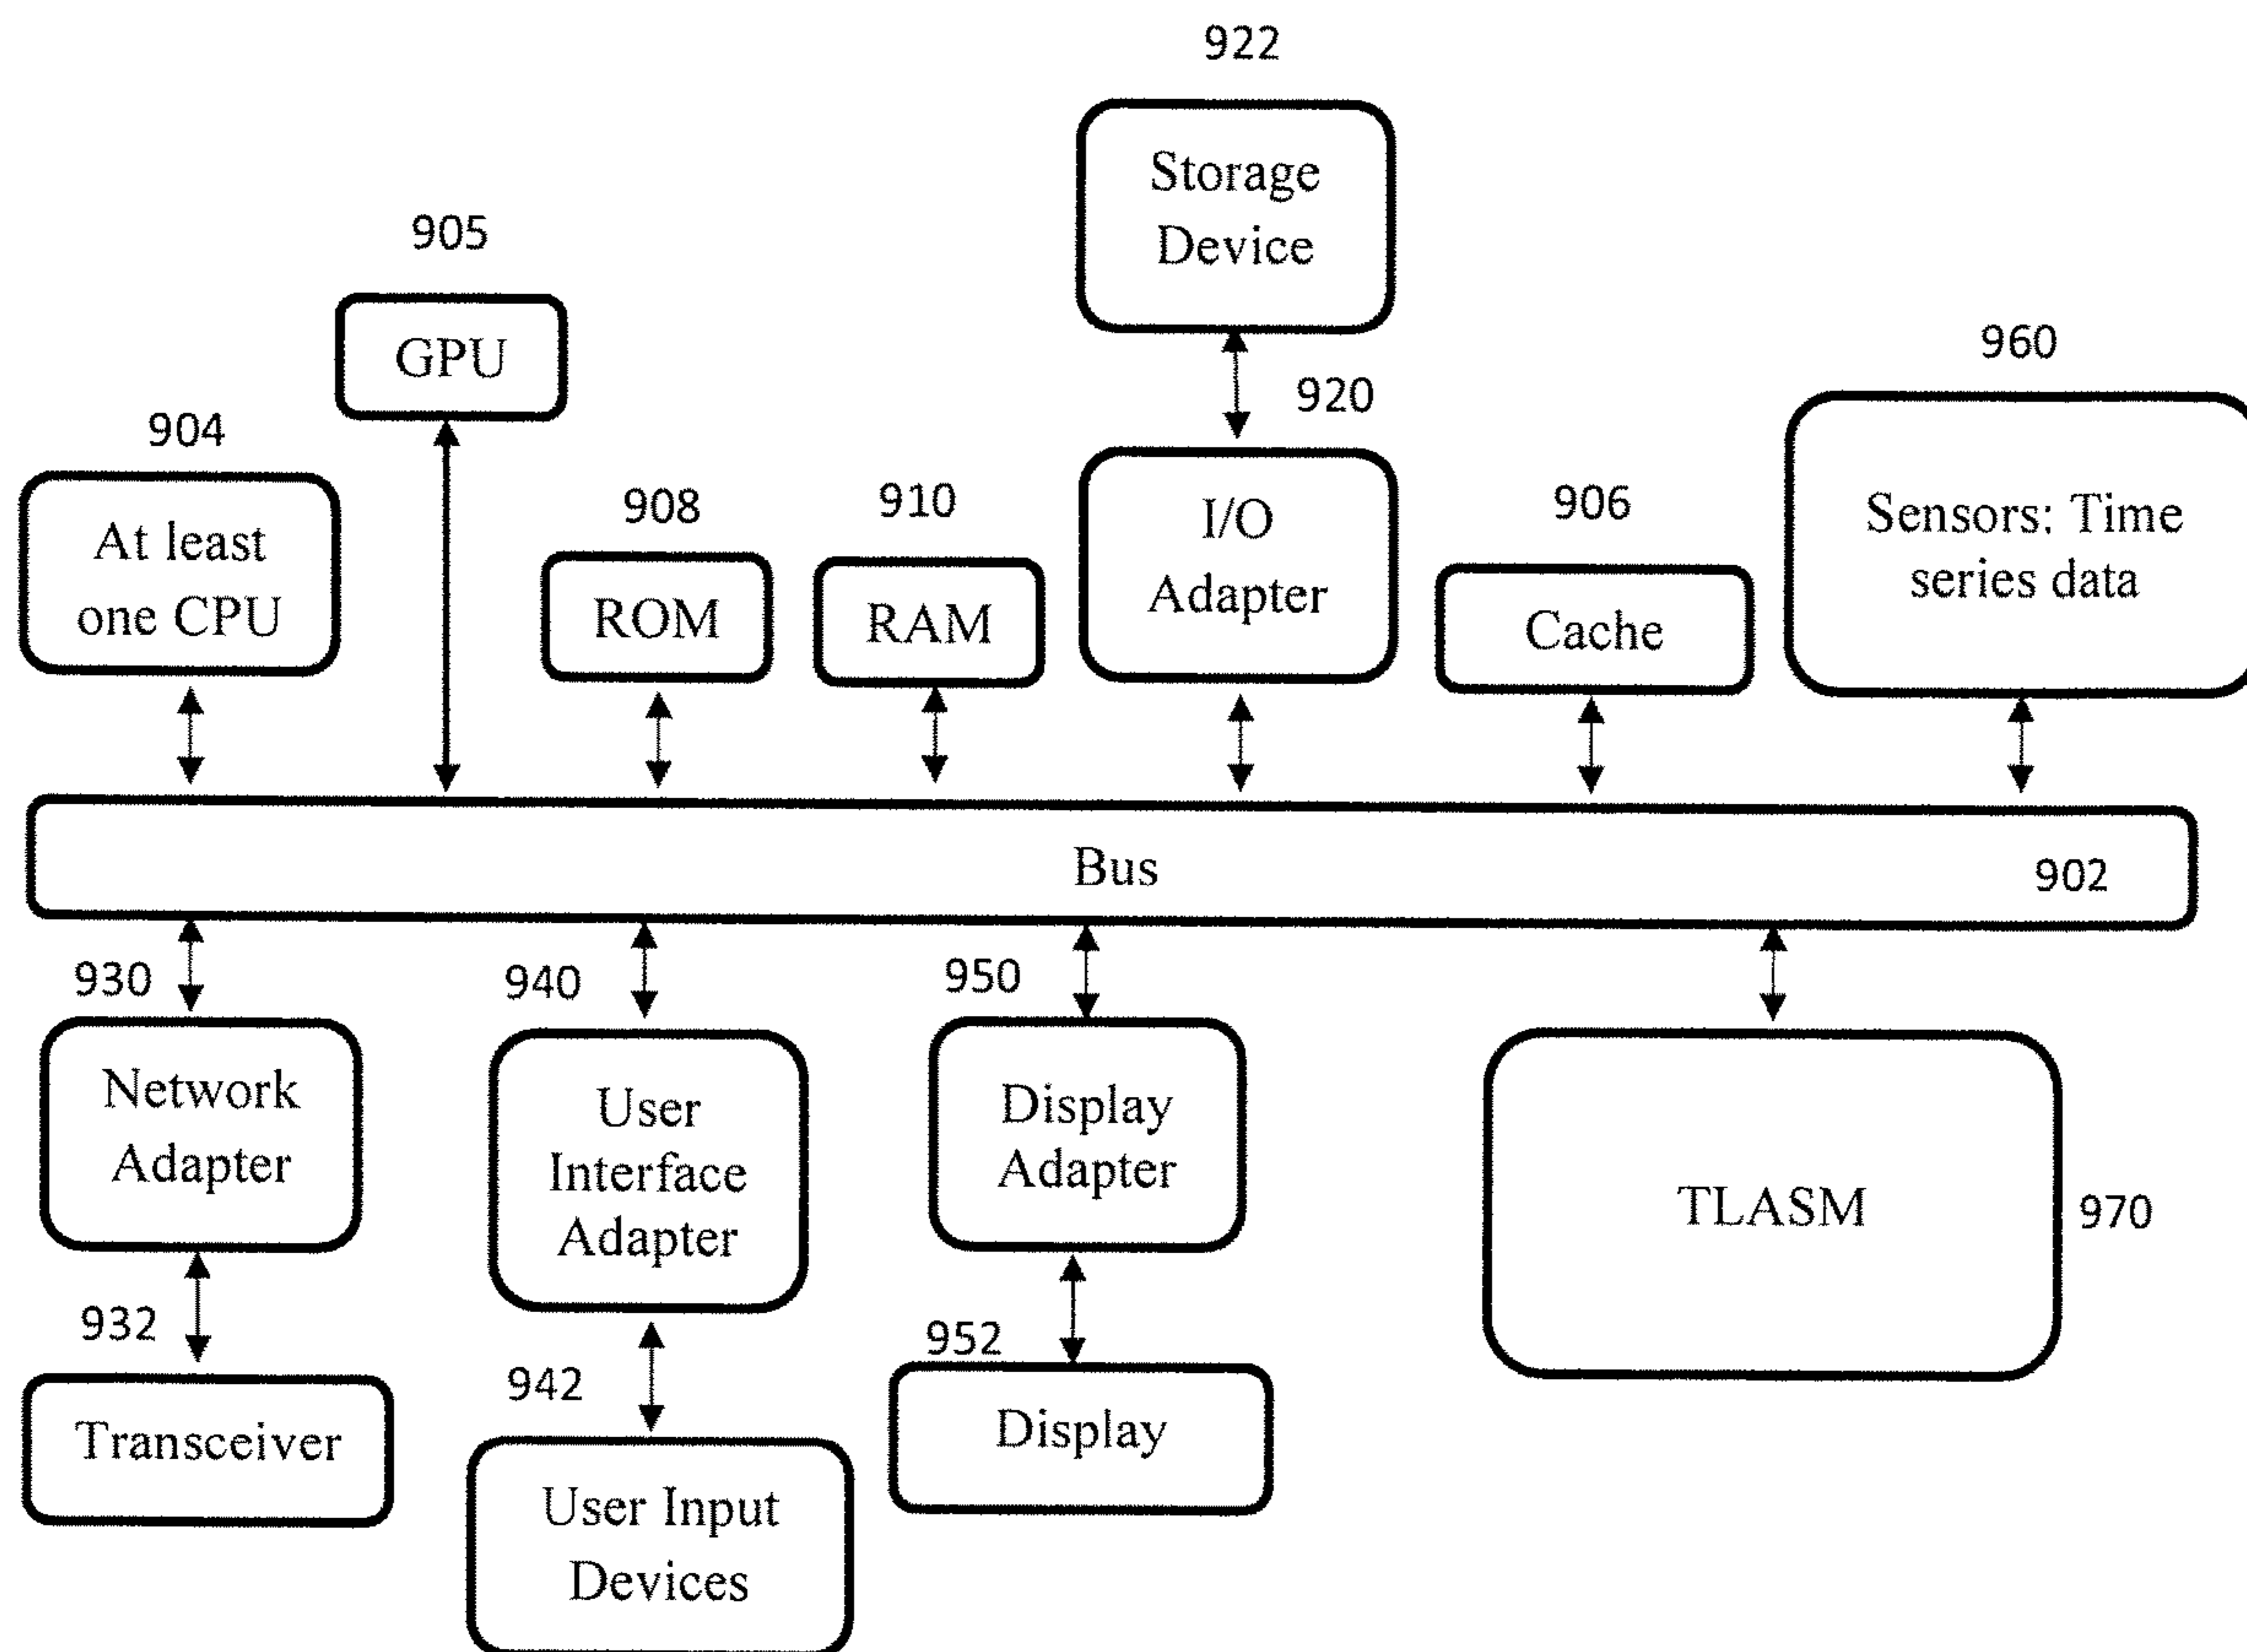 922
Storage
Device
905
GPU
960
Sensors: Time
series data
920
I/O
Adapter
904
At least
one CPU
908
ROM
910
RAM
906
Cache
Bus
902
930
Network
Adapter
940
User
Interface
Adapter
950
Display
Adapter
TLASM
970
932
Transceiver
942
User Input
Devices
952
Display